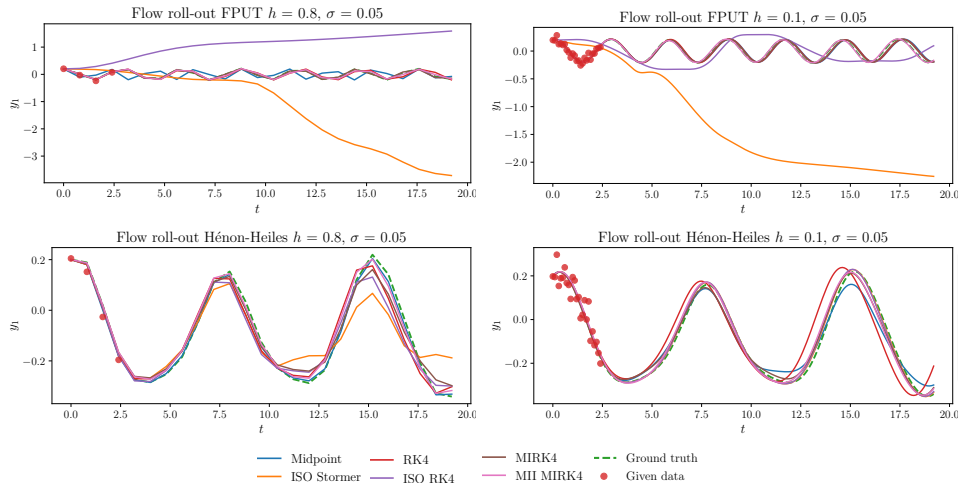 Flow roll-out FPUT h = 0.8, σ = 0.05
1
0
−1
−2
−3
y₁
0.0 2.5 5.0 7.5 10.0 12.5 15.0 17.5 20.0
t
Flow roll-out FPUT h = 0.1, σ = 0.05
0.0
−0.5
−1.0
−1.5
−2.0
y₁
0.0 2.5 5.0 7.5 10.0 12.5 15.0 17.5 20.0
t
Flow roll-out Hénon-Heiles h = 0.8, σ = 0.05
0.2
0.0
−0.2
y₁
0.0 2.5 5.0 7.5 10.0 12.5 15.0 17.5 20.0
t
Flow roll-out Hénon-Heiles h = 0.1, σ = 0.05
0.2
0.0
−0.2
y₁
0.0 2.5 5.0 7.5 10.0 12.5 15.0 17.5 20.0
t
Midpoint RK4 MIRK4 Ground truth
ISO Stormer ISO RK4 MII MIRK4 Given data